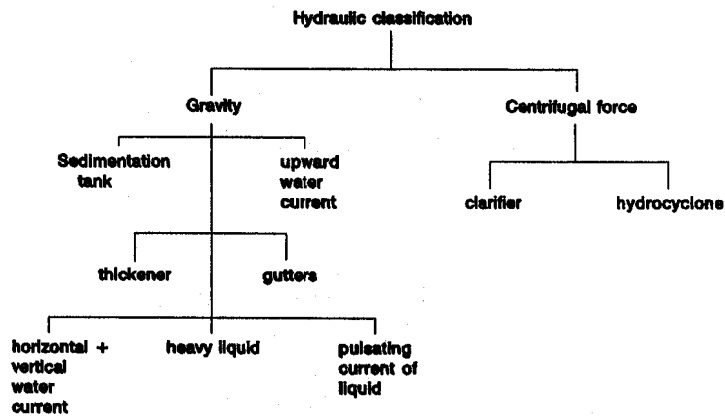 Hydraulic classification
Gravity
Centrifugal force
Sedimentation
tank
upward
water
current
clarifier
hydrocyclone
thickener
gutters
horizontal +
vertical
water
current
heavy liquid
pulsating
current of
liquid